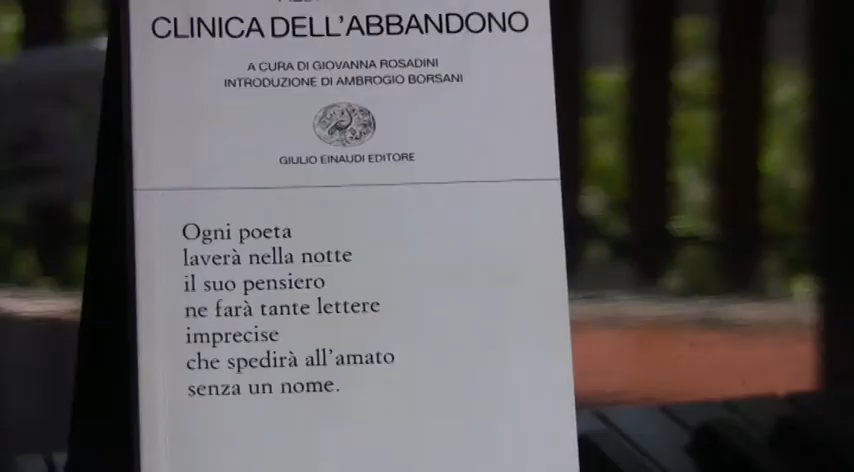 CLINICA DELL'ABBANDONO
A CURA DI GIOVANNA ROSADINI
INTRODUZIONE DI AMBROGIO BORSANI
GIULIO EINAUDI EDITORE
Ogni poeta
laverà nella notte
il suo pensiero
ne farà tante lettere
imprecise
che spedirà all'amato
senza un nome.